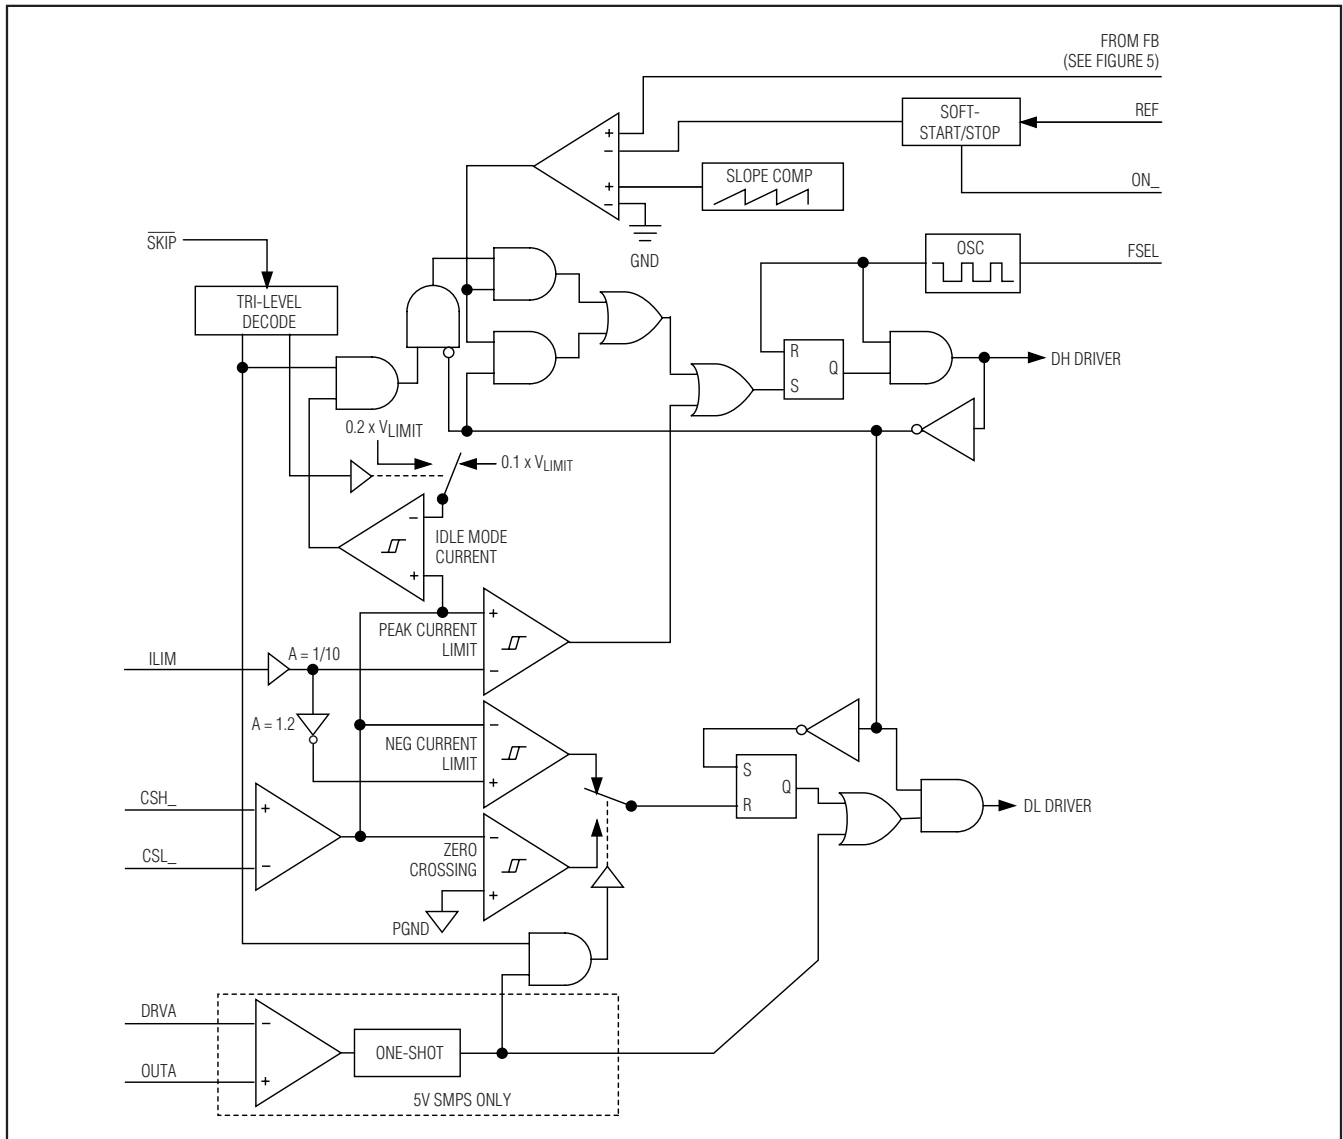 FROM FB
(SEE FIGURE 5)
SOFT-
START/STOP
REF
+
−
SLOPE COMP
ON_
+
−
SKIP
GND
OSC
FSEL
TRI-LEVEL
DECODE
R
Q
S
DH DRIVER
0.2 x VLIMIT
0.1 x VLIMIT
−
IDLE MODE
CURRENT
+
+
PEAK CURRENT
LIMIT
−
ILIM
A = 1/10
A = 1.2
−
NEG CURRENT
LIMIT
+
S
Q
R
CSH_
+
DL DRIVER
CSL_
−
−
ZERO
CROSSING
+
PGND
DRVA
−
ONE-SHOT
OUTA
+
5V SMPS ONLY